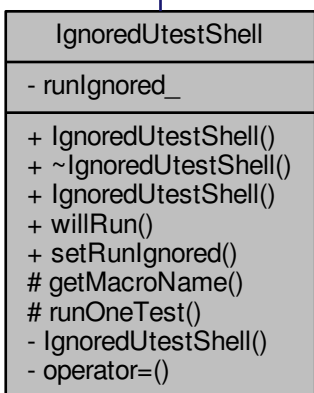 IgnoredUtestShell
- runIgnored_
+ IgnoredUtestShell()
+ ~IgnoredUtestShell()
+ IgnoredUtestShell()
+ willRun()
+ setRunIgnored()
# getMacroName()
# runOneTest()
- IgnoredUtestShell()
- operator=()